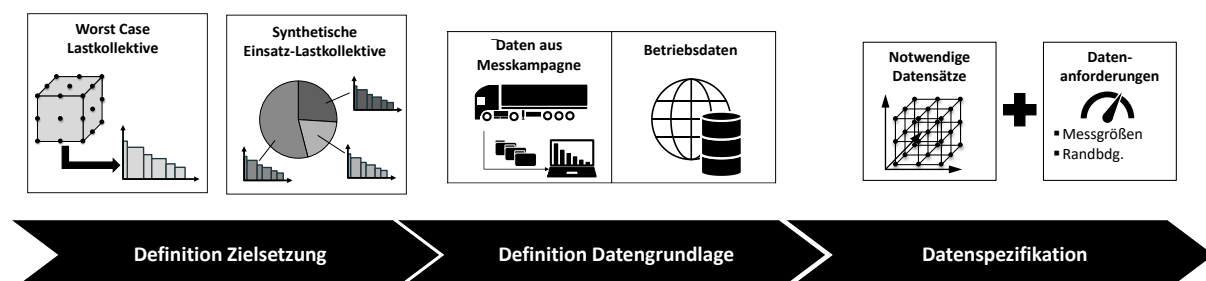 Worst Case
Lastkollektive
Synthetische
Einsatz-Lastkollektive
Daten aus
Messkampagne
Betriebsdaten
Notwendige
Datensätze
Daten-
anforderungen
▪ Messgrößen
▪ Randbdg.
Definition Zielsetzung
Definition Datengrundlage
Datenspezifikation